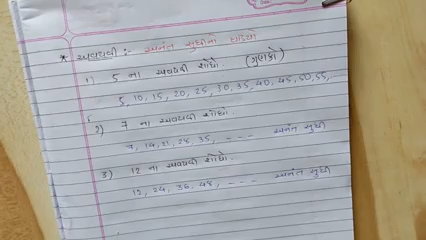 * અવયવી :- અનંત સુધીના ઘડિયા
1) 5 ના અવયવી શોધો. (ગુણકો)
5, 10, 15, 20, 25, 30, 35, 40, 45, 50, 55, ...
2) 7 ના અવયવી શોધો
7, 14, 21, 28, 35, - - - - અનંત સુધી
3) 12 ના અવયવી શોધો.
12, 24, 36, 48, - - - - અનંત સુધી